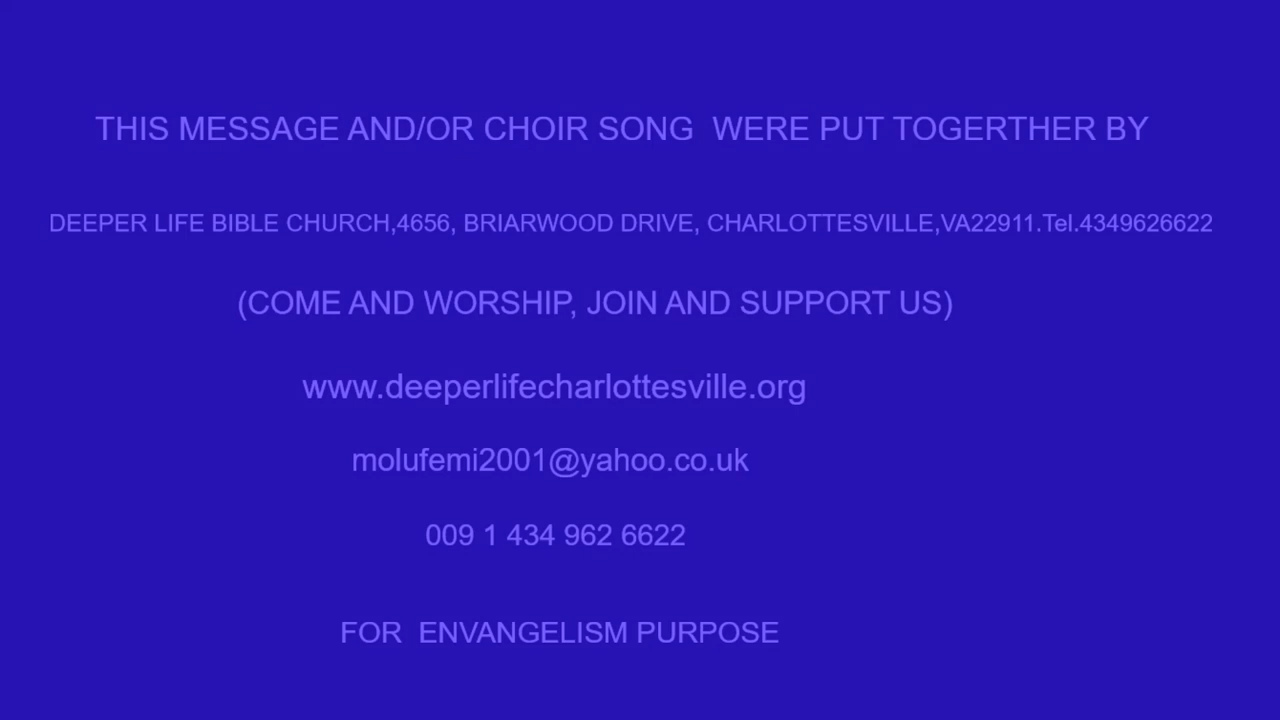 THIS MESSAGE AND/OR CHOIR SONG  WERE PUT TOGERTHER BY
DEEPER LIFE BIBLE CHURCH,4656, BRIARWOOD DRIVE, CHARLOTTESVILLE,VA22911.Tel.4349626622
(COME AND WORSHIP, JOIN AND SUPPORT US)
www.deeperlifecharlottesville.org
molufemi2001@yahoo.co.uk
009 1 434 962 6622
FOR  ENVANGELISM PURPOSE